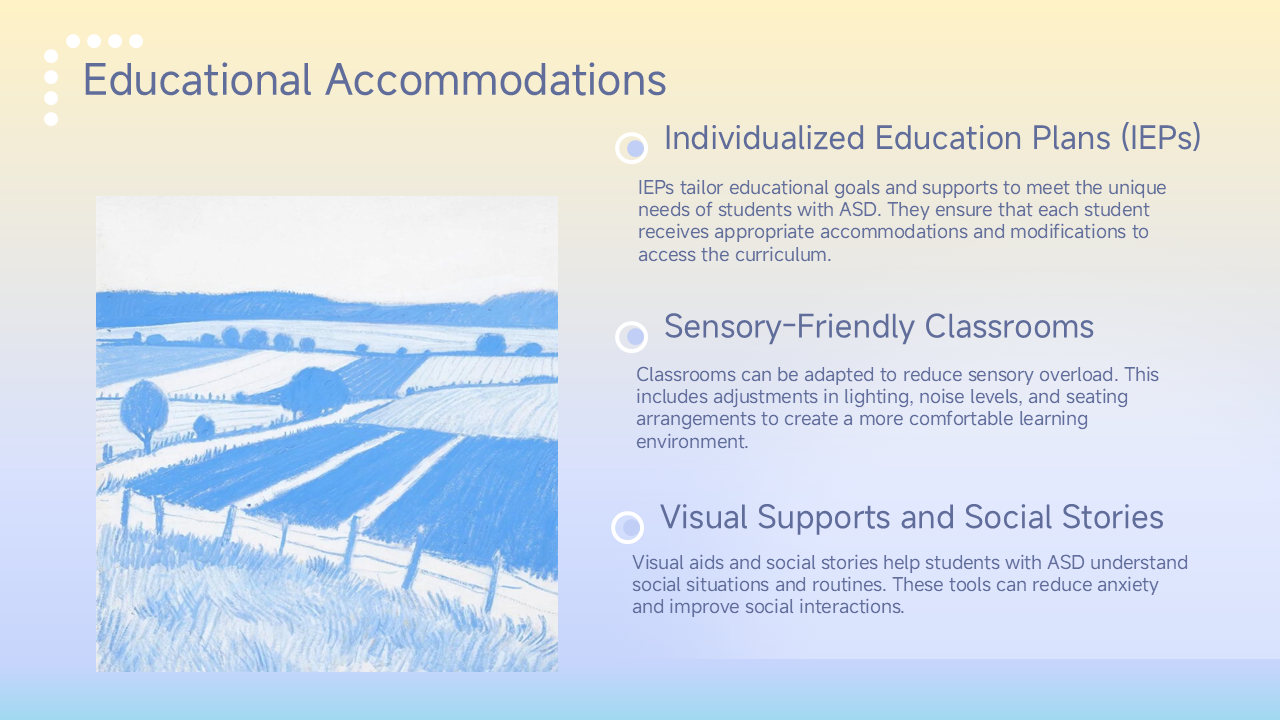 Educational Accommodations
Individualized Education Plans (IEPs)
IEPs tailor educational goals and supports to meet the unique
needs of students with ASD. They ensure that each student
receives appropriate accommodations and modifications to
access the curriculum.
Sensory-Friendly Classrooms
Classrooms can be adapted to reduce sensory overload. This
includes adjustments in lighting, noise levels, and seating
arrangements to create a more comfortable learning
environment.
Visual Supports and Social Stories
Visual aids and social stories help students with ASD understand
social situations and routines. These tools can reduce anxiety
and improve social interactions.